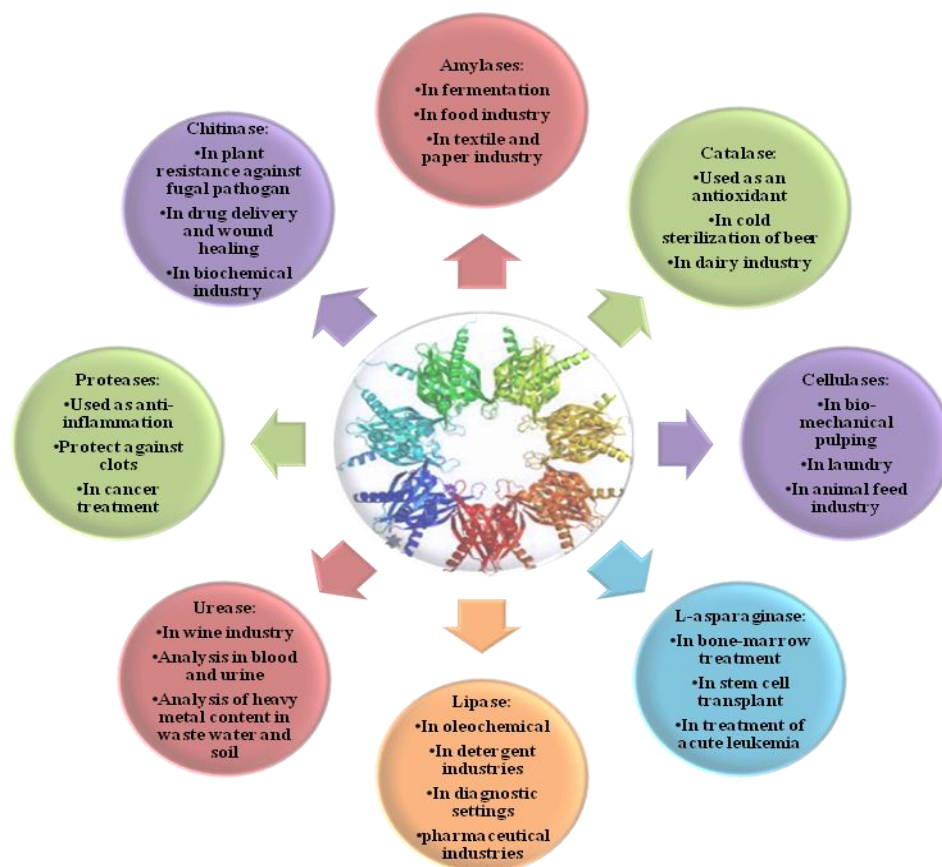 Amylases:
•In fermentation
•In food industry
•In textile and
paper industry
Catalase:
•Used as an
antioxidant
•In cold
sterilization of beer
•In dairy industry
Cellulases:
•In bio-
mechanical pulping
•In laundry
•In animal feed
industry
L-asparaginase:
•In bone-marrow
treatment
•In stem cell
transplant
•In treatment of
acute leukemia
Lipase:
•In oleochemical
•In detergent
industries
•In diagnostic
settings
•pharmaceutical
industries
Urease:
•In wine industry
•Analysis in blood
and urine
•Analysis of heavy
metal content in
waste water and
soil
Proteases:
•Used as anti-
inflammation
•Protect against
clots
•In cancer
treatment
Chitinase:
•In plant
resistance against
fugal pathogan
•In drug delivery
and wound
healing
•In biochemical
industry